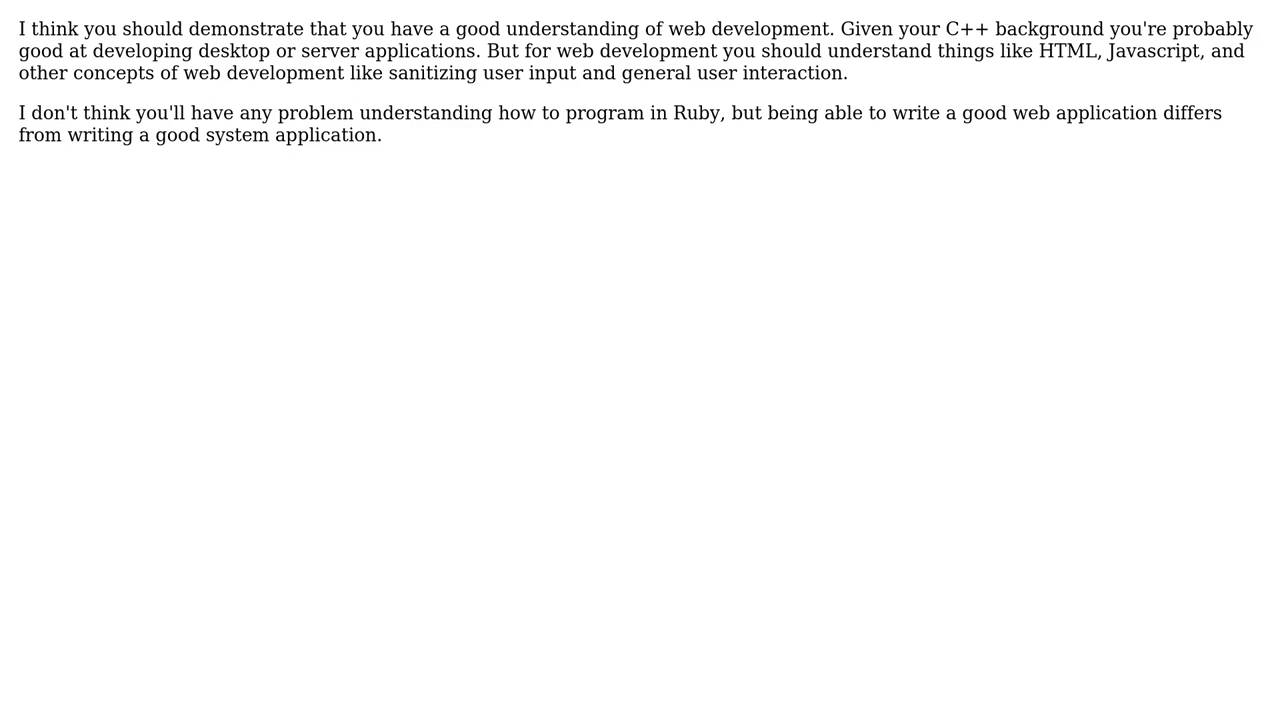 I think you should demonstrate that you have a good understanding of web development. Given your C++ background you're probably
good at developing desktop or server applications. But for web development you should understand things like HTML, Javascript, and
other concepts of web development like sanitizing user input and general user interaction.
I don't think you'll have any problem understanding how to program in Ruby, but being able to write a good web application differs
from writing a good system application.